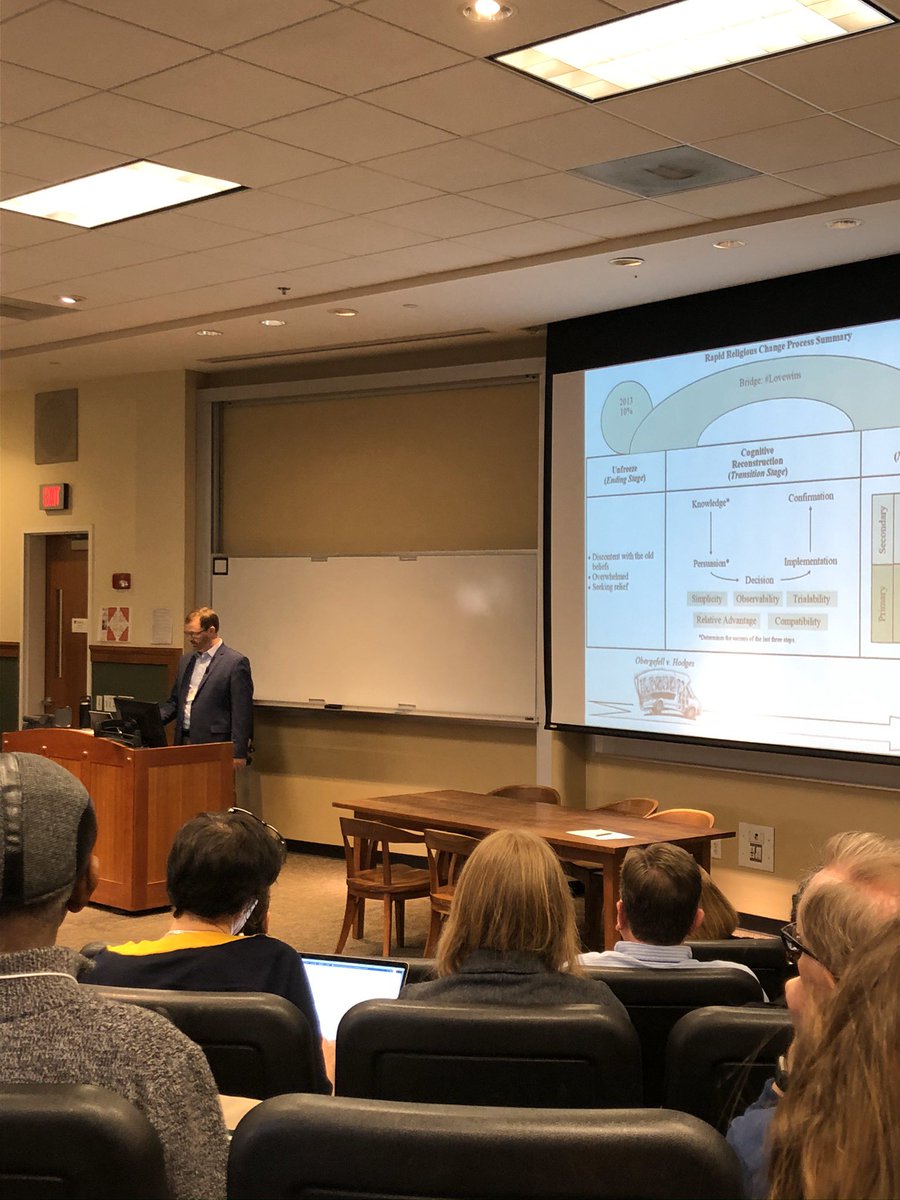 Rapid Religious Change Process Summary
Bridge: #Lovewins
2013
10%
Unfreeze
(Ending Stage)
Cognitive
Reconstruction
(Transition Stage)
Knowledge*
Confirmation
Persuasion*
Implementation
Decision
• Discontent with the old
beliefs
• Overwhelmed
• Seeking relief
Simplicity
Observability
Trialability
Relative Advantage
Compatibility
*Determine the success of the last three steps.
Secondary
Primary
Obergefell v. Hodges
EXIT